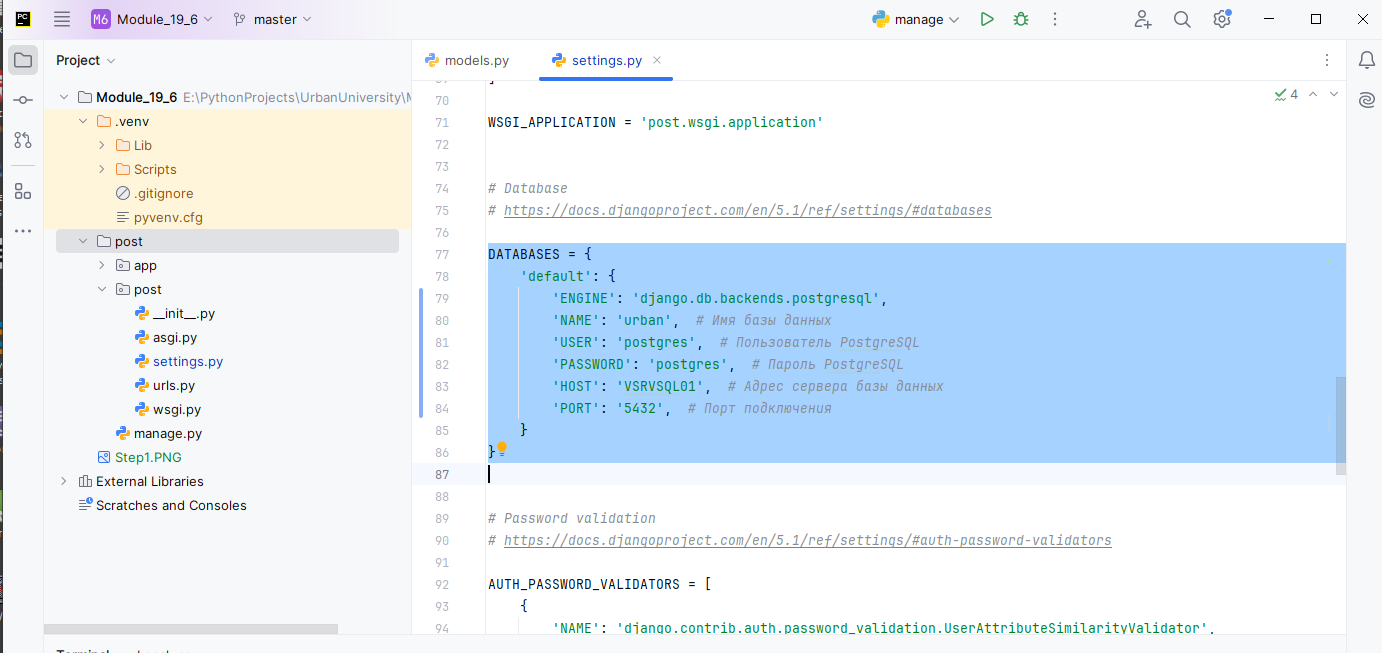 PC
M6 Module_19_6 master manage
Project
models.py settings.py
Module_19_6 E:\PythonProjects\UrbanUniversity\
.venv
Lib
Scripts
.gitignore
pyvenv.cfg
post
app
post
__init__.py
asgi.py
settings.py
urls.py
wsgi.py
manage.py
Step1.PNG
External Libraries
Scratches and Consoles
4
70
71 WSGI_APPLICATION = 'post.wsgi.application'
72
73
74 # Database
75 # https://docs.djangoproject.com/en/5.1/ref/settings/#databases
76
77 DATABASES = {
78 'default': {
79 'ENGINE': 'django.db.backends.postgresql',
80 'NAME': 'urban', # Имя базы данных
81 'USER': 'postgres', # Пользователь PostgreSQL
82 'PASSWORD': 'postgres', # Пароль PostgreSQL
83 'HOST': 'VSRVSQL01', # Адрес сервера базы данных
84 'PORT': '5432', # Порт подключения
85 }
86 }
87
88
89 # Password validation
90 # https://docs.djangoproject.com/en/5.1/ref/settings/#auth-password-validators
91
92 AUTH_PASSWORD_VALIDATORS = [
93 {
94 'NAME': 'django.contrib.auth.password_validation.UserAttributeSimilarityValidator',